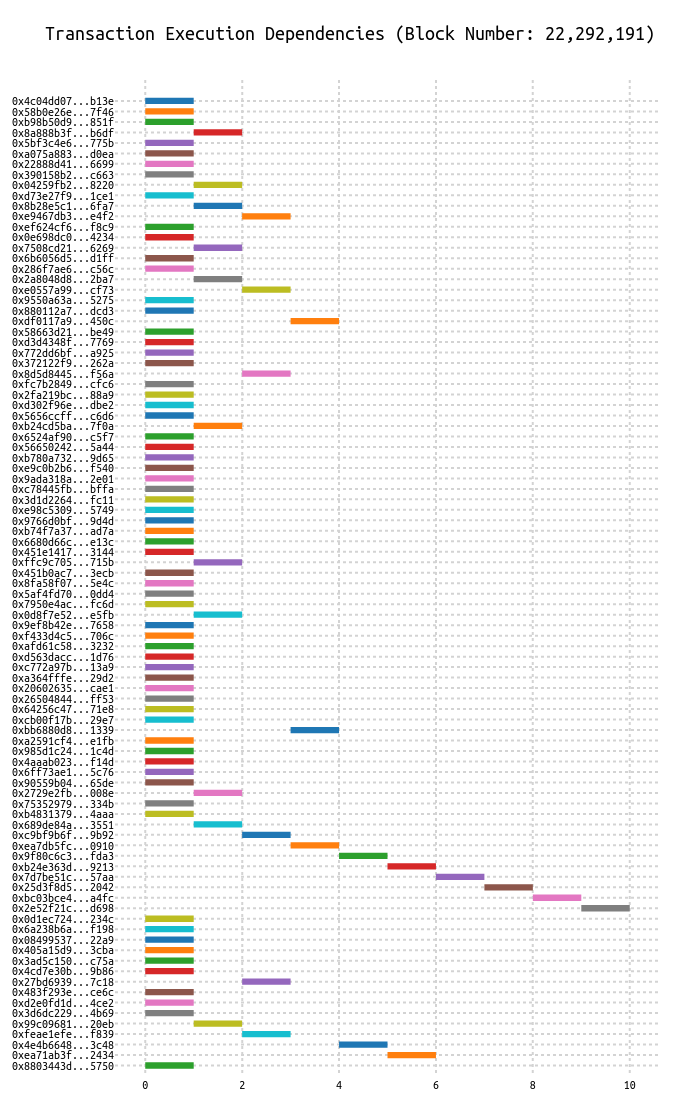 Transaction Execution Dependencies (Block Number: 22,292,191)
0x4c04dd07...b13e
0x58b0e26e...7f46
0xb98b50d9...851f
0x8a888b3f...b6df
0x5bf3c4e6...775b
0xa075a883...d0ea
0x22888d41...6699
0x390158b2...c663
0x04259fb2...8220
0xd73e27f9...1ce1
0x8b28e5c1...6fa7
0xe9467db3...e4f2
0xef624cf6...f8c9
0x0e698dc0...4234
0x7508cd21...6269
0x6b6056d5...d1ff
0x286f7ae6...c56c
0x2a8048d8...2ba7
0xe0557a99...cf73
0x9550a63a...5275
0x880112a7...dcd3
0xdf0117a9...450c
0x58663d21...be49
0xd3d4348f...7769
0x772dd6bf...a925
0x372122f9...262a
0x8d5d8445...f56a
0xfc7b2849...cfc6
0x2fa219bc...88a9
0xd302f96e...dbe2
0x5656ccff...c6d6
0xb24cd5ba...7f0a
0x6524af90...c5f7
0x56650242...5a44
0xb780a732...9d65
0xe9c0b2b6...f540
0x9ada318a...2e01
0xc78445fb...bffa
0x3d1d2264...fc11
0xe98c5309...5749
0x9766d0bf...9d4d
0xb74f7a37...ad7a
0x6680d66c...e13c
0x451e1417...3144
0xffc9c705...715b
0x451b0ac7...3ecb
0x8fa58f07...5e4c
0x5af4fd70...0dd4
0x7950e4ac...fc6d
0x0d8f7e52...e5fb
0x9ef8b42e...7658
0xf433d4c5...706c
0xafd61c58...3232
0xd563dacc...1d76
0xc772a97b...13a9
0xa364fffe...29d2
0x20602635...cae1
0x26504844...ff53
0x64256c47...71e8
0xcb00f17b...29e7
0xbb6880d8...1339
0xa2591cf4...e1fb
0x985d1c24...1c4d
0x4aaab023...f14d
0x6ff73ae1...5c76
0x90559b04...65de
0x2729e2fb...008e
0x75352979...334b
0xb4831379...4aaa
0x689de84a...3551
0xc9bf9b6f...9b92
0xea7db5fc...0910
0x9f80c6c3...fda3
0xb24e363d...9213
0x7d7be51c...57aa
0x25d3f8d5...2042
0xbc03bce4...a4fc
0x2e52f21c...d698
0x0d1ec724...234c
0x6a238b6a...f198
0x08499537...22a9
0x405a15d9...3cba
0x3ad5c150...c75a
0x4cd7e30b...9b86
0x27bd6939...7c18
0x483f293e...ce6c
0xd2e0fd1d...4ce2
0x3d6dc229...4b69
0x99c09681...20eb
0xfeae1efe...f839
0x4e4b6648...3c48
0xea71ab3f...2434
0x8803443d...5750
0 2 4 6 8 10